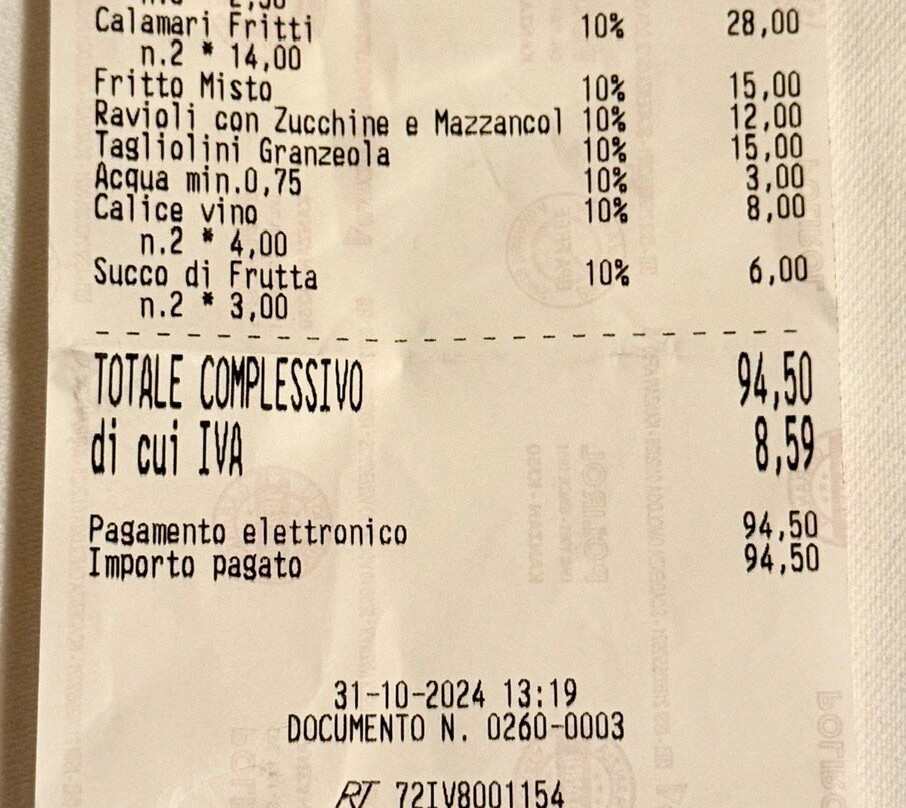 Calamari Fritti 10% 28,00
n.2 * 14,00
Fritto Misto 10% 15,00
Ravioli con Zucchine e Mazzancol 10% 12,00
Tagliolini Granzeola 10% 15,00
Acqua min.0,75 10% 3,00
Calice vino 10% 8,00
n.2 * 4,00
Succo di Frutta 10% 6,00
n.2 * 3,00
TOTALE COMPLESSIVO 94,50
di cui IVA 8,59
Pagamento elettronico 94,50
Importo pagato 94,50
31-10-2024 13:19
DOCUMENTO N. 0260-0003
RT 72IV8001154